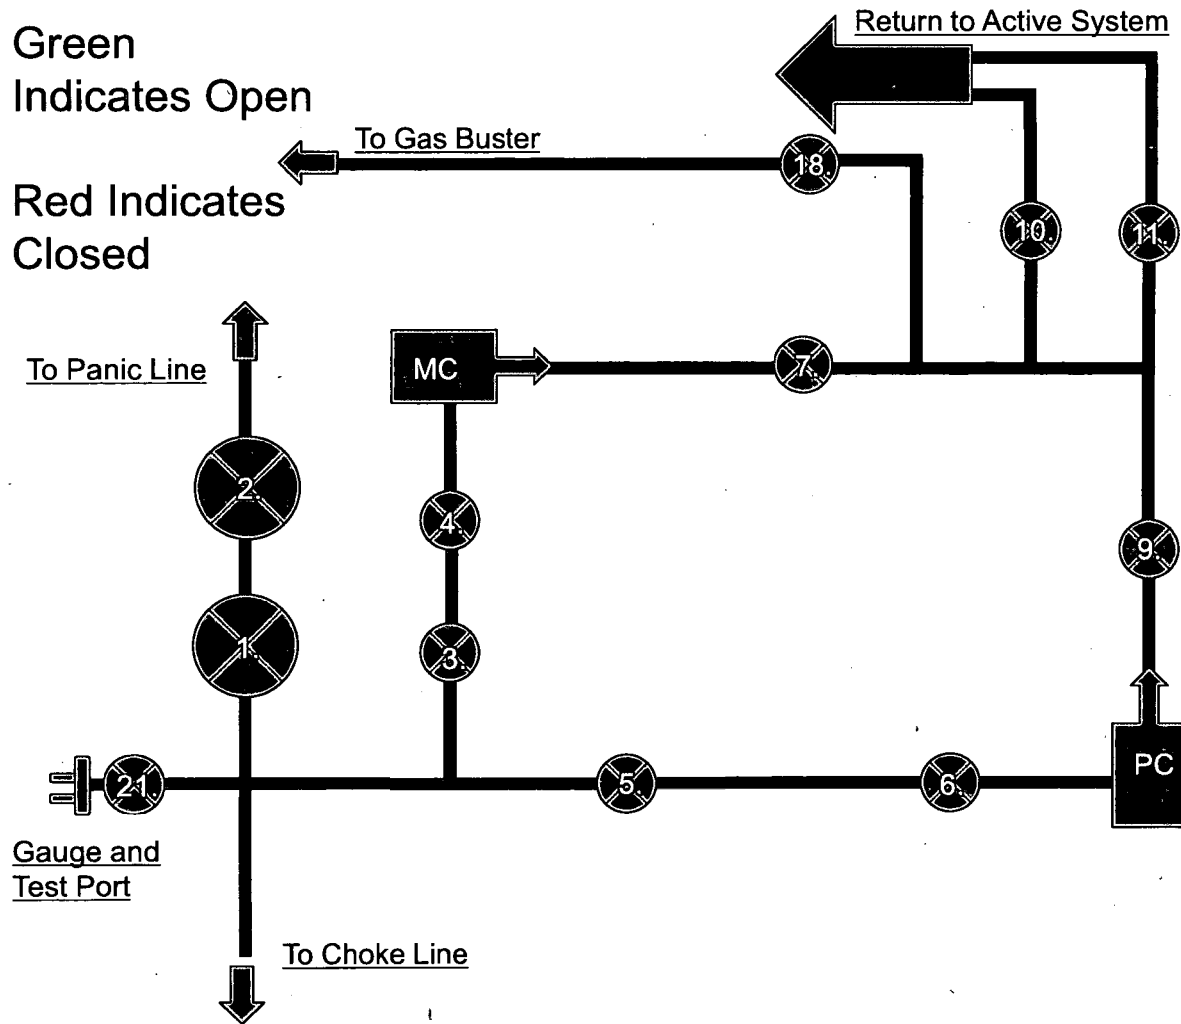 Green
Indicates Open
Red Indicates
Closed
Return to Active System
To Gas Buster
18.
10.
11.
To Panic Line
MC
7.
2.
4.
9.
1.
3.
21.
5.
6.
PC
Gauge and
Test Port
To Choke Line